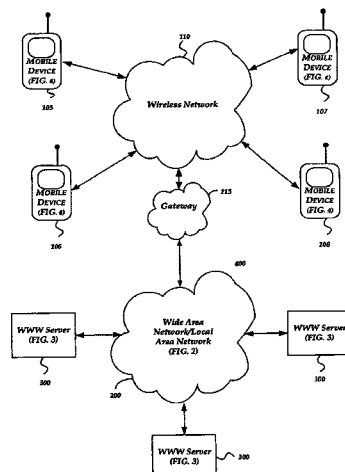 110
MOBILE
DEVICE
(FIG. 4)
105
MOBILE
DEVICE
(FIG. 4)
107
Wireless Network
MOBILE
DEVICE
(FIG. 4)
106
MOBILE
DEVICE
(FIG. 4)
108
115
Gateway
400
WWW Server
(FIG. 3)
300
Wide Area
Network/Local
Area Network
(FIG. 2)
200
WWW Server
(FIG. 3)
300
WWW Server
(FIG. 3)
300